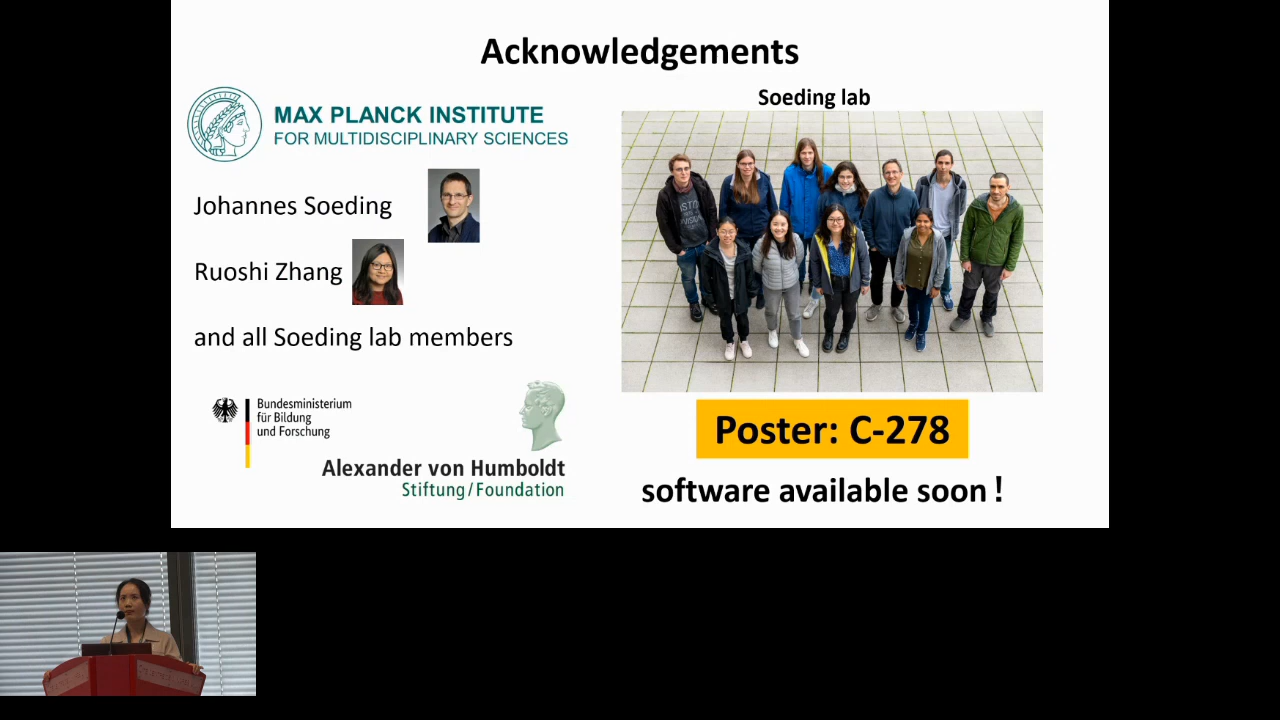 Acknowledgements
MAX PLANCK INSTITUTE
FOR MULTIDISCIPLINARY SCIENCES
Johannes Soeding
Ruoshi Zhang
and all Soeding lab members
Bundesministerium
für Bildung
und Forschung
Alexander von Humboldt
Stiftung/Foundation
Soeding lab
Poster: C-278
software available soon!